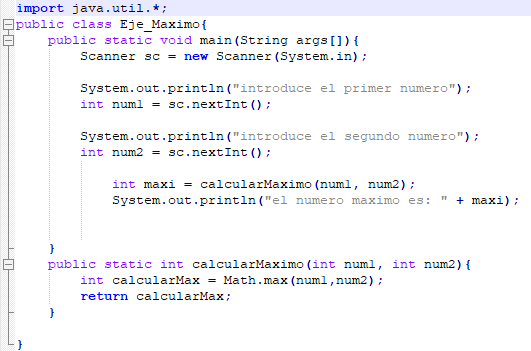 import java.util.*;
public class Eje_Maximo{
public static void main(String args[]){
Scanner sc = new Scanner(System.in);
System.out.println("introduce el primer numero");
int num1 = sc.nextInt();
System.out.println("introduce el segundo numero");
int num2 = sc.nextInt();
int maxi = calcularMaximo(num1, num2);
System.out.println("el numero maximo es: " + maxi);
}
public static int calcularMaximo(int num1, int num2){
int calcularMax = Math.max(num1,num2);
return calcularMax;
}
}